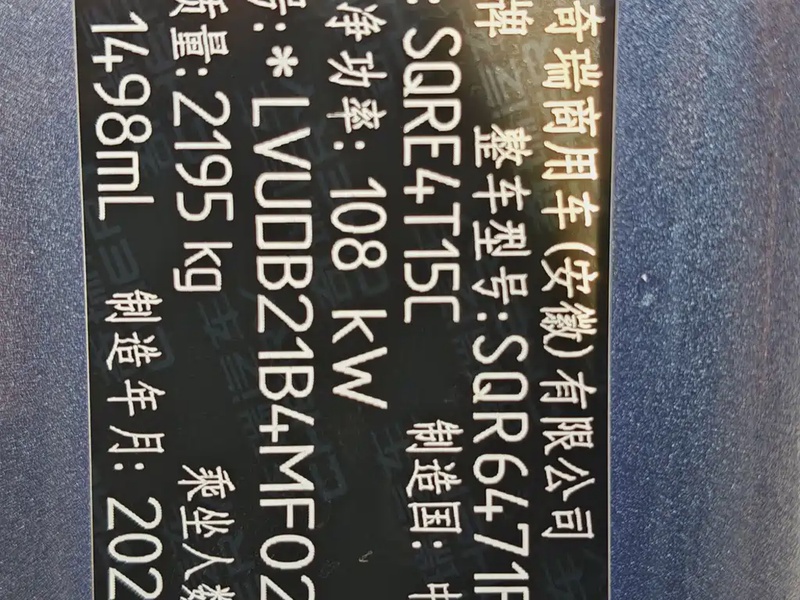 奇瑞商用车(安徽)有限公司
牌 整车型号:SQR6471
:SQRE4T15C 制造国: 中
净功率: 108 kW
号: *LVUDB21B4MF02
质量: 2195 kg 乘坐人数
1498mL 制造年月: 202